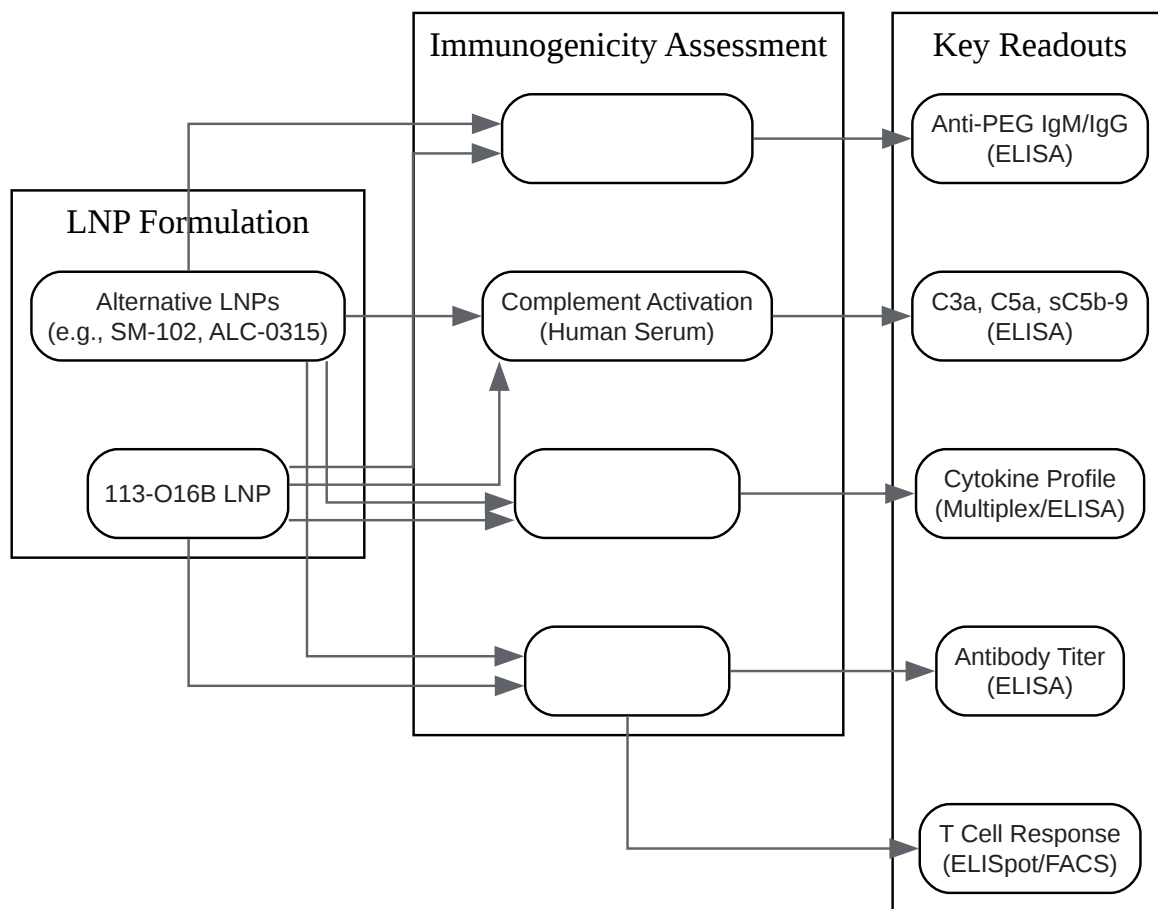 LNP Formulation
Alternative LNPs
(e.g., SM-102, ALC-0315)
113-O16B LNP
Immunogenicity Assessment
Complement Activation
(Human Serum)
Key Readouts
Anti-PEG IgM/IgG
(ELISA)
C3a, C5a, sC5b-9
(ELISA)
Cytokine Profile
(Multiplex/ELISA)
Antibody Titer
(ELISA)
T Cell Response
(ELISpot/FACS)